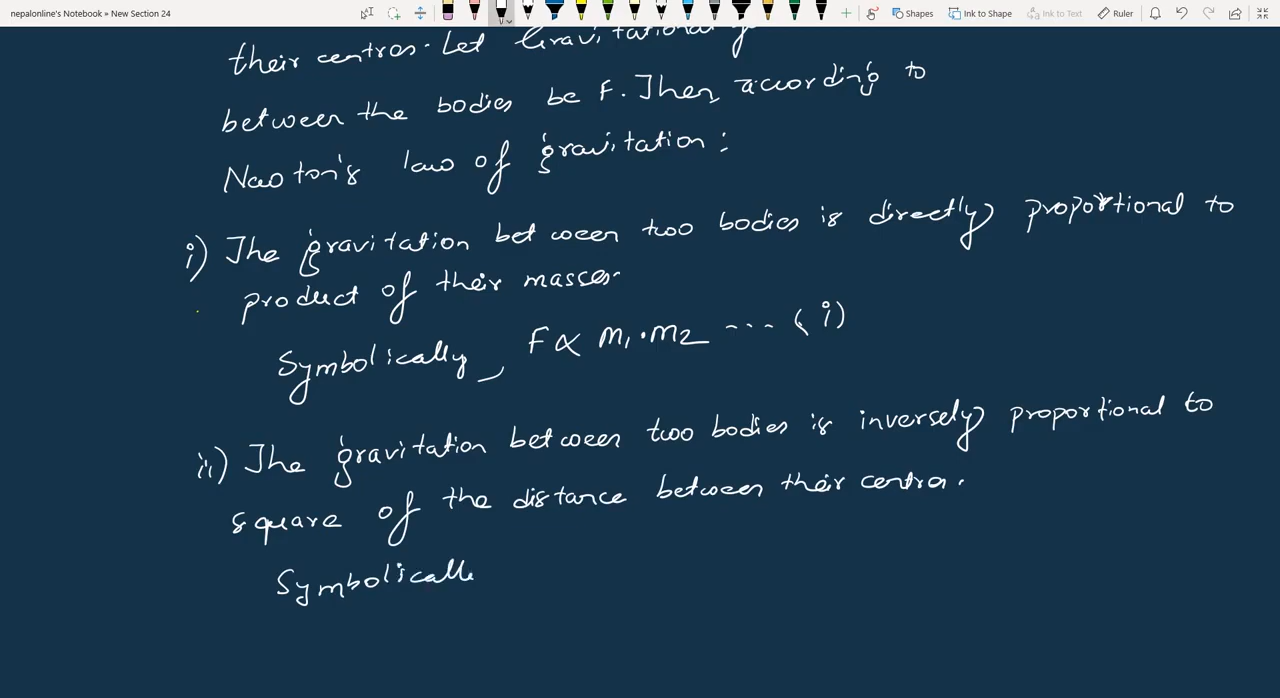 nepalonline's Notebook » New Section 24
Shapes Ink to Shape Ink to Text Ruler
their centres. Let Gravitational
between the bodies be F. Then, according to
Newton's law of gravitation:
i) The gravitation between two bodies is directly proportional to
product of their masses.
Symbolically, F ∝ m₁.m₂ --- (i)
ii) The gravitation between two bodies is inversely proportional to
square of the distance between their centres.
Symbolicall